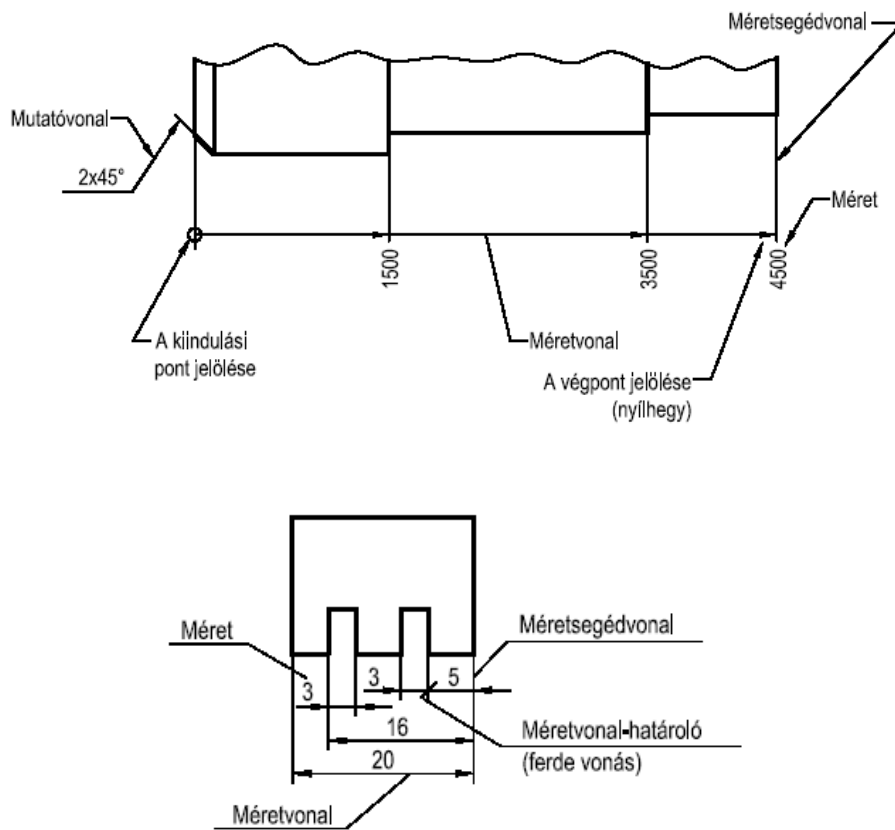 Méretsegédvonal
Mutatóvonal
2x45°
Méret
1500
3500
4500
A kiindulási
pont jelölése
Méretvonal
A végpont jelölése
(nyílhegy)
Méret
Méretsegédvonal
3
3
5
16
Méretvonal-határoló
(ferde vonás)
20
Méretvonal